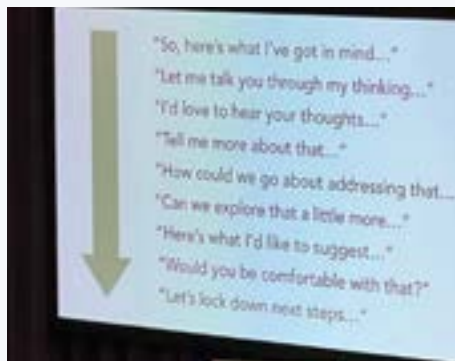 "So, here's what I've got in mind..."
"Let me talk you through my thinking..."
"I'd love to hear your thoughts..."
"Tell me more about that..."
"How could we go about addressing that...
"Can we explore that a little more..."
"Here's what I'd like to suggest..."
"Would you be comfortable with that?"
"Let's lock down next steps..."